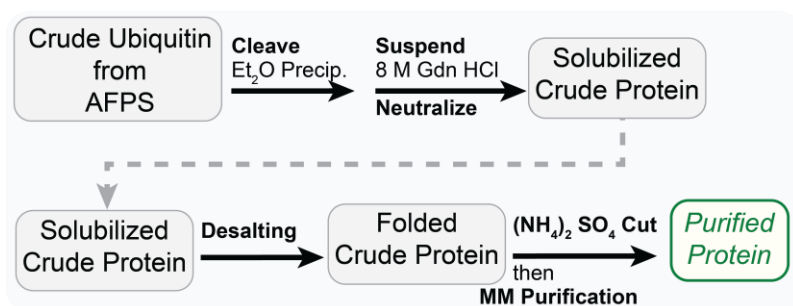 Crude Ubiquitin
from
AFPS
Cleave
Et₂O Precip.
Suspend
8 M Gdn HCl
Neutralize
Solubilized
Crude Protein
Solubilized
Crude Protein
Desalting
Folded
Crude Protein
(NH₄)₂ SO₄ Cut
then
MM Purification
Purified
Protein